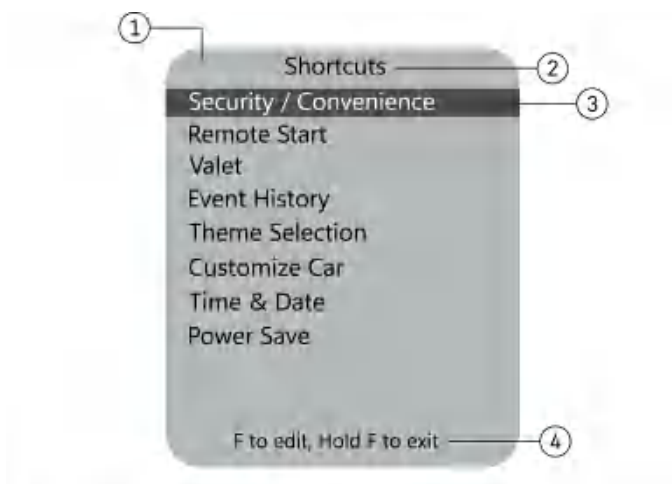 1
Shortcuts
2
Security / Convenience
3
Remote Start
Valet
Event History
Theme Selection
Customize Car
Time & Date
Power Save
F to edit, Hold F to exit
4